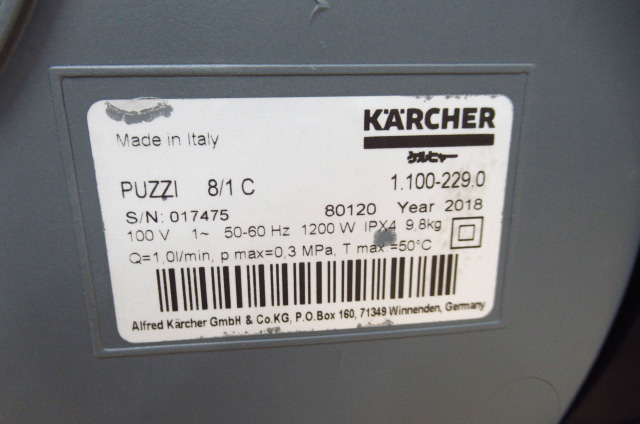 KÄRCHER
Made in Italy
ケルヒャー
PUZZI 8/1 C 1.100-229.0
S/N: 017475 80120 Year 2018
100 V 1~ 50-60 Hz 1200 W IPX4 9,8kg
Q=1,0l/min, p max=0,3 MPa, T max =50°C
Alfred Kärcher GmbH & Co.KG, P.O.Box 160, 71349 Winnenden, Germany